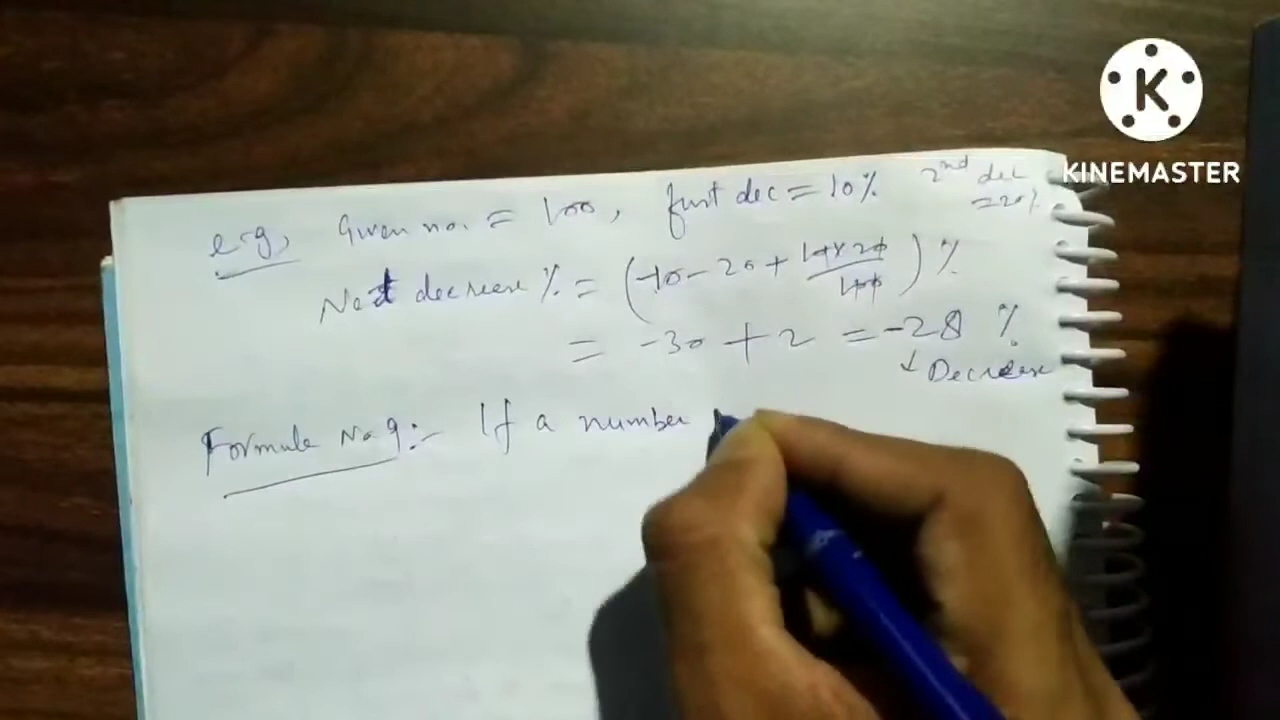 K
KINEMASTER
e.g, Given no. = 100, first dec = 10% 2nd dec = 20%
Net decrease % = (-10 - 20 + 10 x 20 / 100) %
= -30 + 2 = -28 %
↓ Decrease
Formula No 9:- If a number